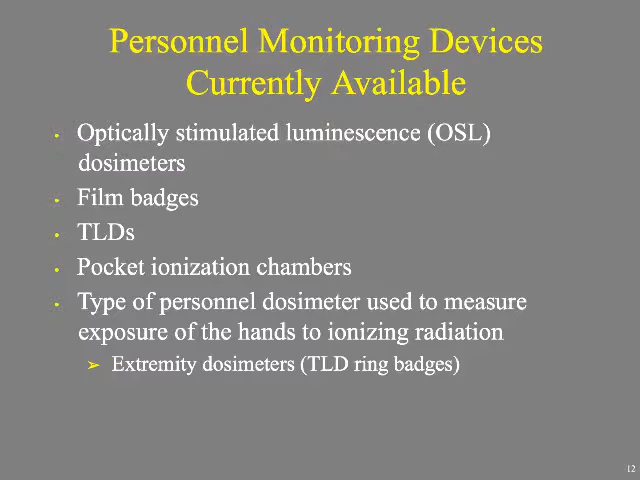 Personnel Monitoring Devices
Currently Available
• Optically stimulated luminescence (OSL)
dosimeters
• Film badges
• TLDs
• Pocket ionization chambers
• Type of personnel dosimeter used to measure
exposure of the hands to ionizing radiation
➢ Extremity dosimeters (TLD ring badges)
12